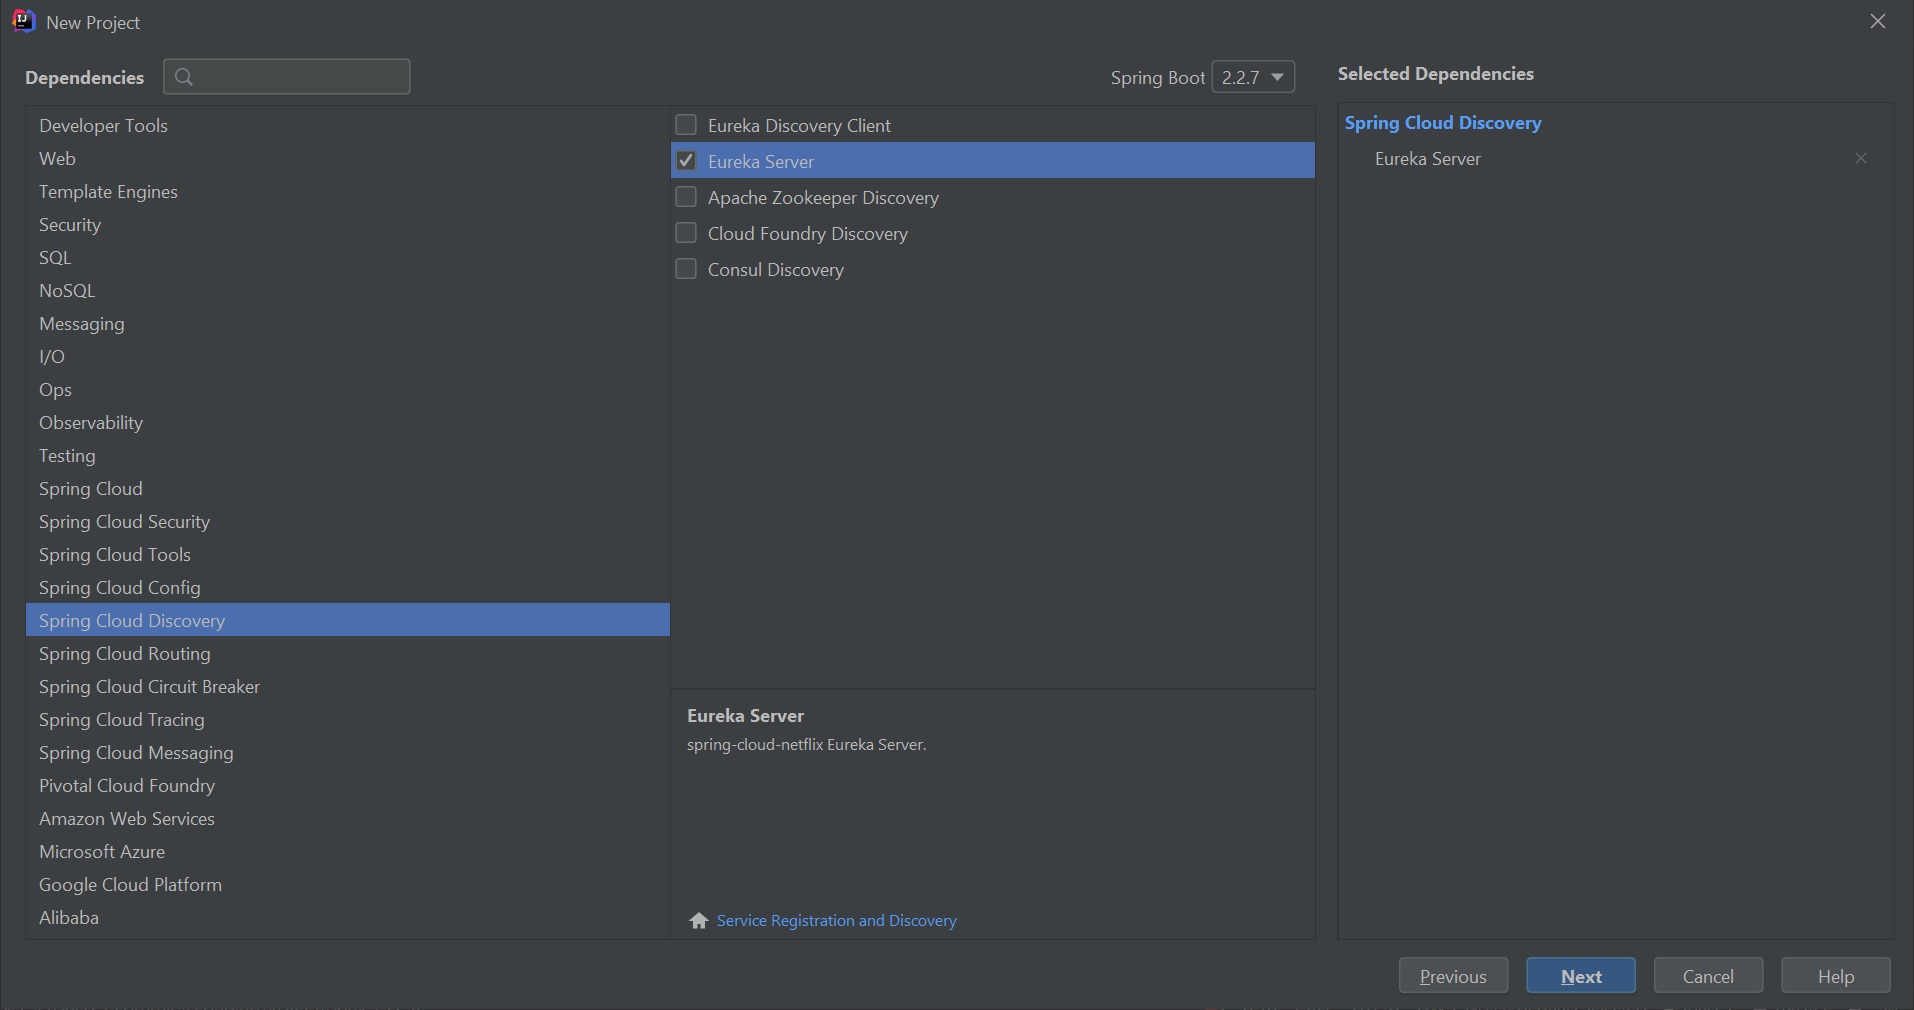 New Project
Dependencies
Spring Boot 2.2.7
Selected Dependencies
Developer Tools
Web
Template Engines
Security
SQL
NoSQL
Messaging
I/O
Ops
Observability
Testing
Spring Cloud
Spring Cloud Security
Spring Cloud Tools
Spring Cloud Config
Spring Cloud Discovery
Spring Cloud Routing
Spring Cloud Circuit Breaker
Spring Cloud Tracing
Spring Cloud Messaging
Pivotal Cloud Foundry
Amazon Web Services
Microsoft Azure
Google Cloud Platform
Alibaba
Eureka Discovery Client
Eureka Server
Apache Zookeeper Discovery
Cloud Foundry Discovery
Consul Discovery
Eureka Server
spring-cloud-netflix Eureka Server.
Service Registration and Discovery
Spring Cloud Discovery
Eureka Server
Previous
Next
Cancel
Help